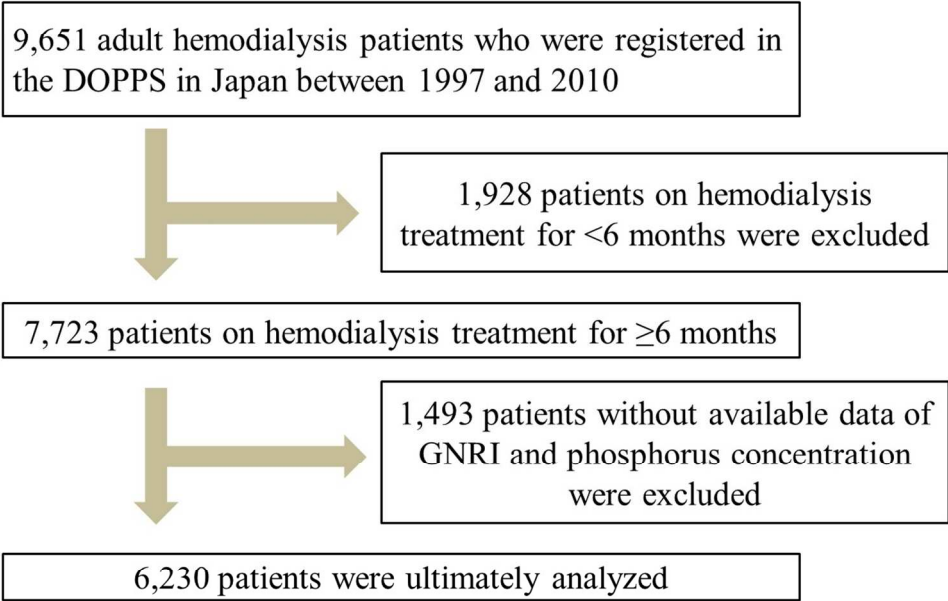 9,651 adult hemodialysis patients who were registered in
the DOPPS in Japan between 1997 and 2010
1,928 patients on hemodialysis
treatment for <6 months were excluded
7,723 patients on hemodialysis treatment for ≥6 months
1,493 patients without available data of
GNRI and phosphorus concentration
were excluded
6,230 patients were ultimately analyzed